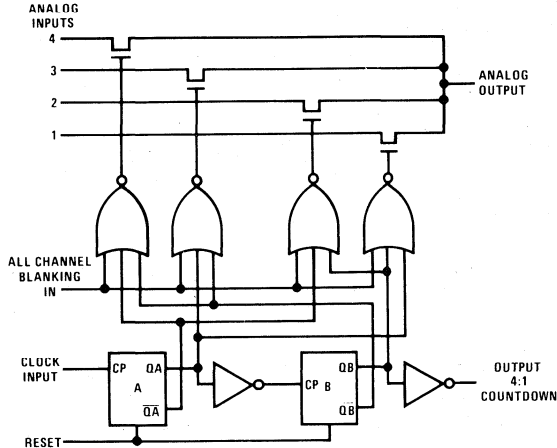 ANALOG
INPUTS
4
3
2
1
ANALOG
OUTPUT
ALL CHANNEL
BLANKING
IN
CLOCK
INPUT
CP
QA
A
QA
CP B
QB
QB
OUTPUT
4:1
COUNTDOWN
RESET